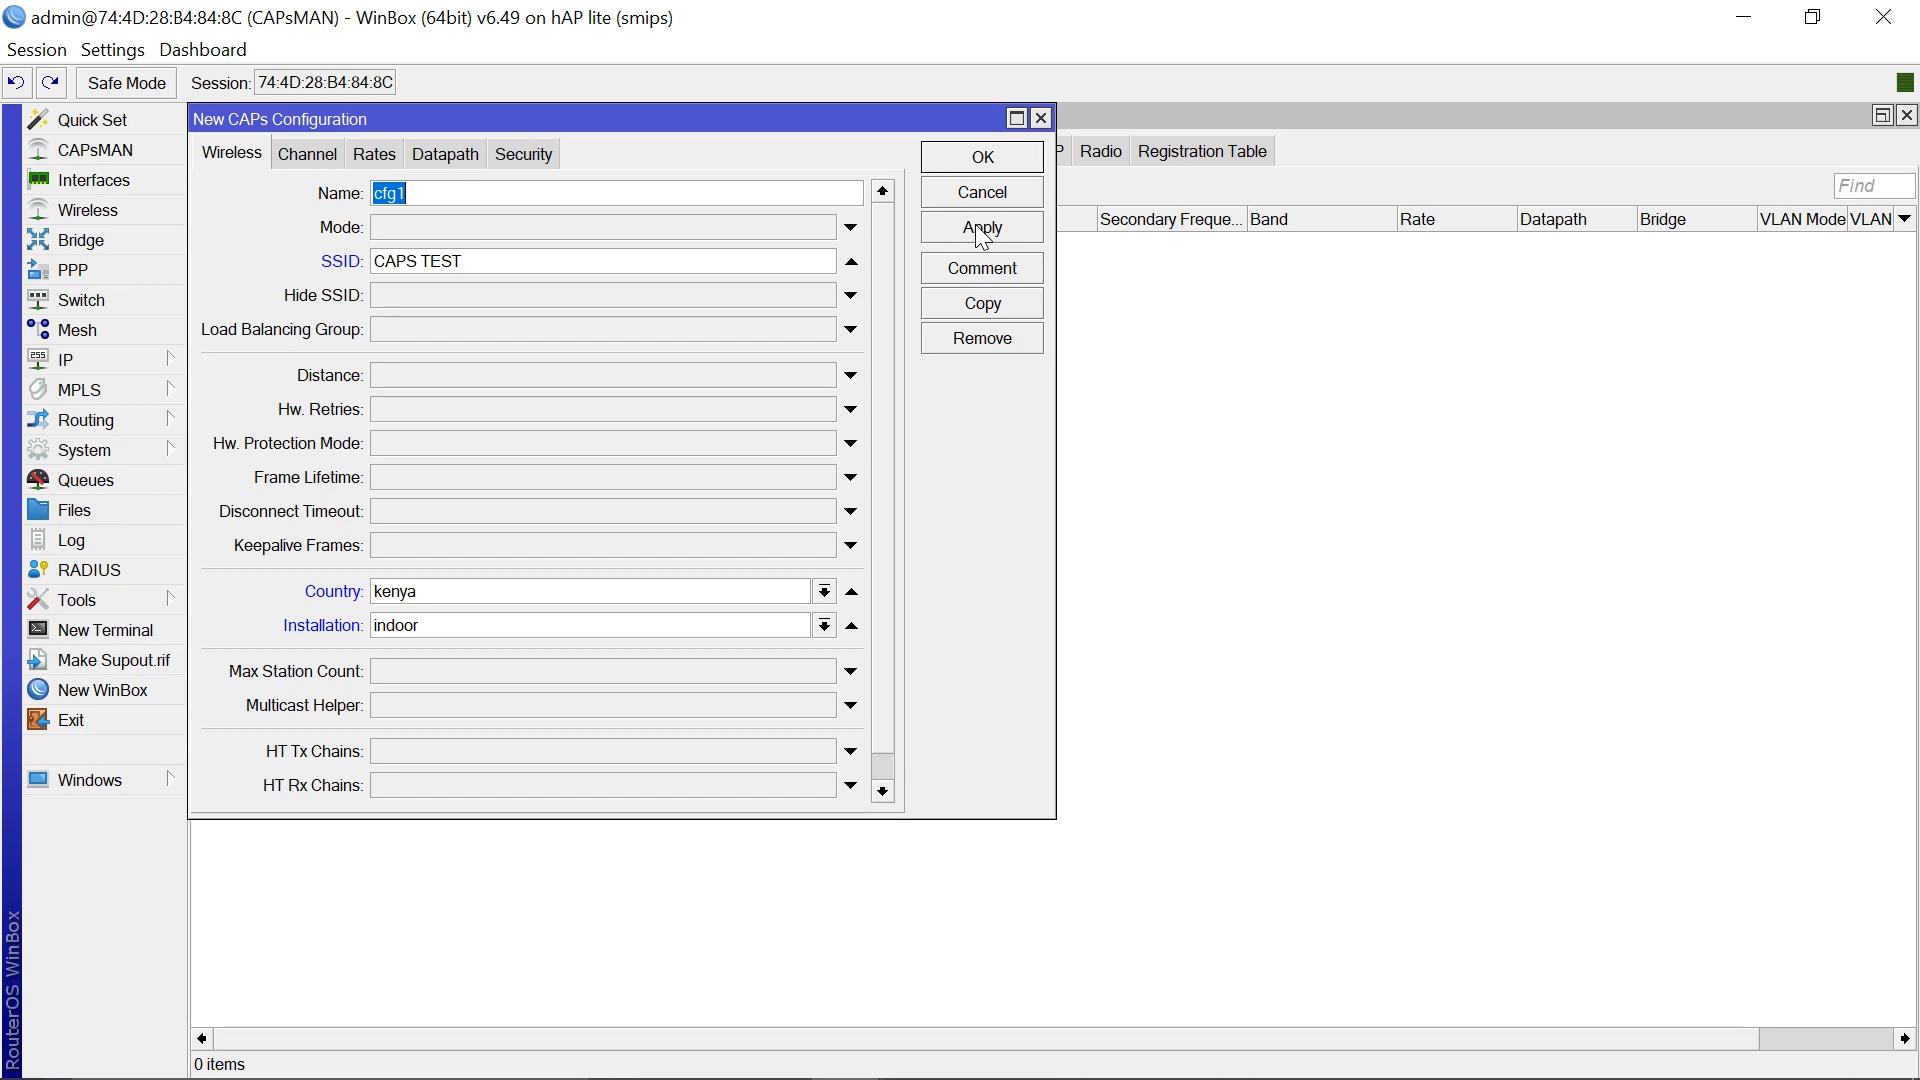 admin@74:4D:28:B4:84:8C (CAPsMAN) - WinBox (64bit) v6.49 on hAP lite (smips)
Session Settings Dashboard
Safe Mode Session: 74:4D:28:B4:84:8C
Quick Set
CAPsMAN
Interfaces
Wireless
Bridge
PPP
Switch
Mesh
IP
MPLS
Routing
System
Queues
Files
Log
RADIUS
Tools
New Terminal
Make Supout.rif
New WinBox
Exit
Windows
RouterOS WinBox
New CAPs Configuration
Wireless Channel Rates Datapath Security
Name: cfg1
Mode:
SSID: CAPS TEST
Hide SSID:
Load Balancing Group:
Distance:
Hw. Retries:
Hw. Protection Mode:
Frame Lifetime:
Disconnect Timeout:
Keepalive Frames:
Country: kenya
Installation: indoor
Max Station Count:
Multicast Helper:
HT Tx Chains:
HT Rx Chains:
OK
Cancel
Apply
Comment
Copy
Remove
Radio Registration Table
Find
Secondary Freque... Band Rate Datapath Bridge VLAN Mode VLAN
0 items